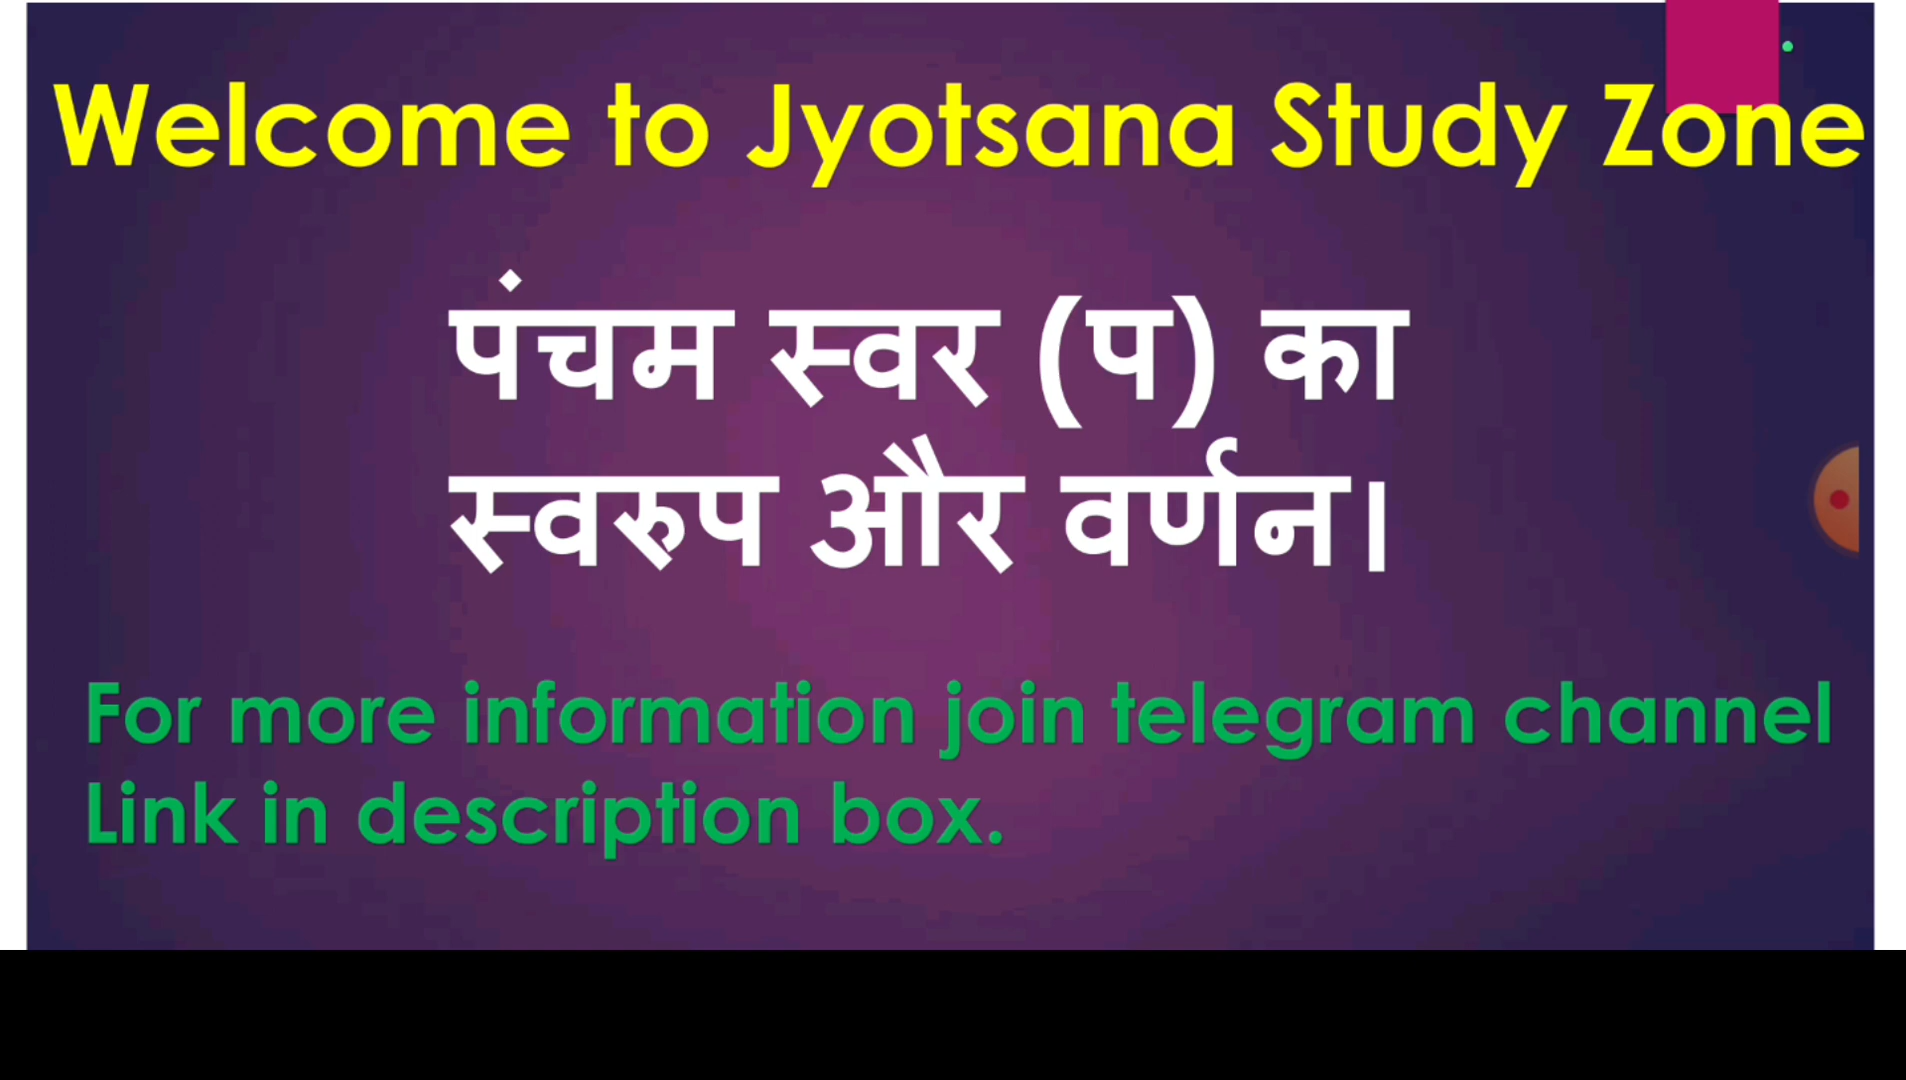 Welcome to Jyotsana Study Zone
पंचम स्वर (प) का
स्वरुप और वर्णन।
For more information join telegram channel
Link in description box.